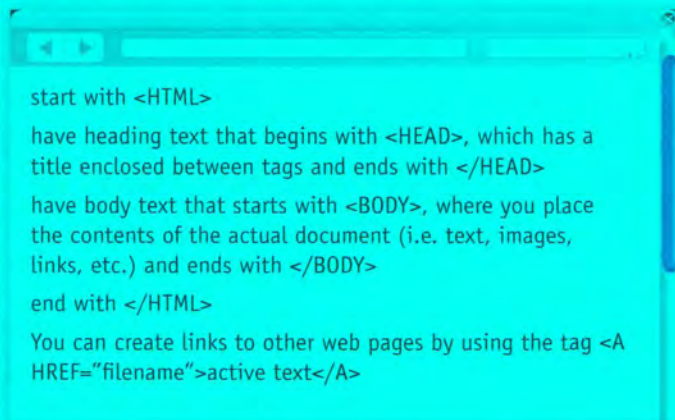 start with <HTML>
have heading text that begins with <HEAD>, which has a
title enclosed between tags and ends with </HEAD>
have body text that starts with <BODY>, where you place
the contents of the actual document (i.e. text, images,
links, etc.) and ends with </BODY>
end with </HTML>
You can create links to other web pages by using the tag <A
HREF="filename">active text</A>